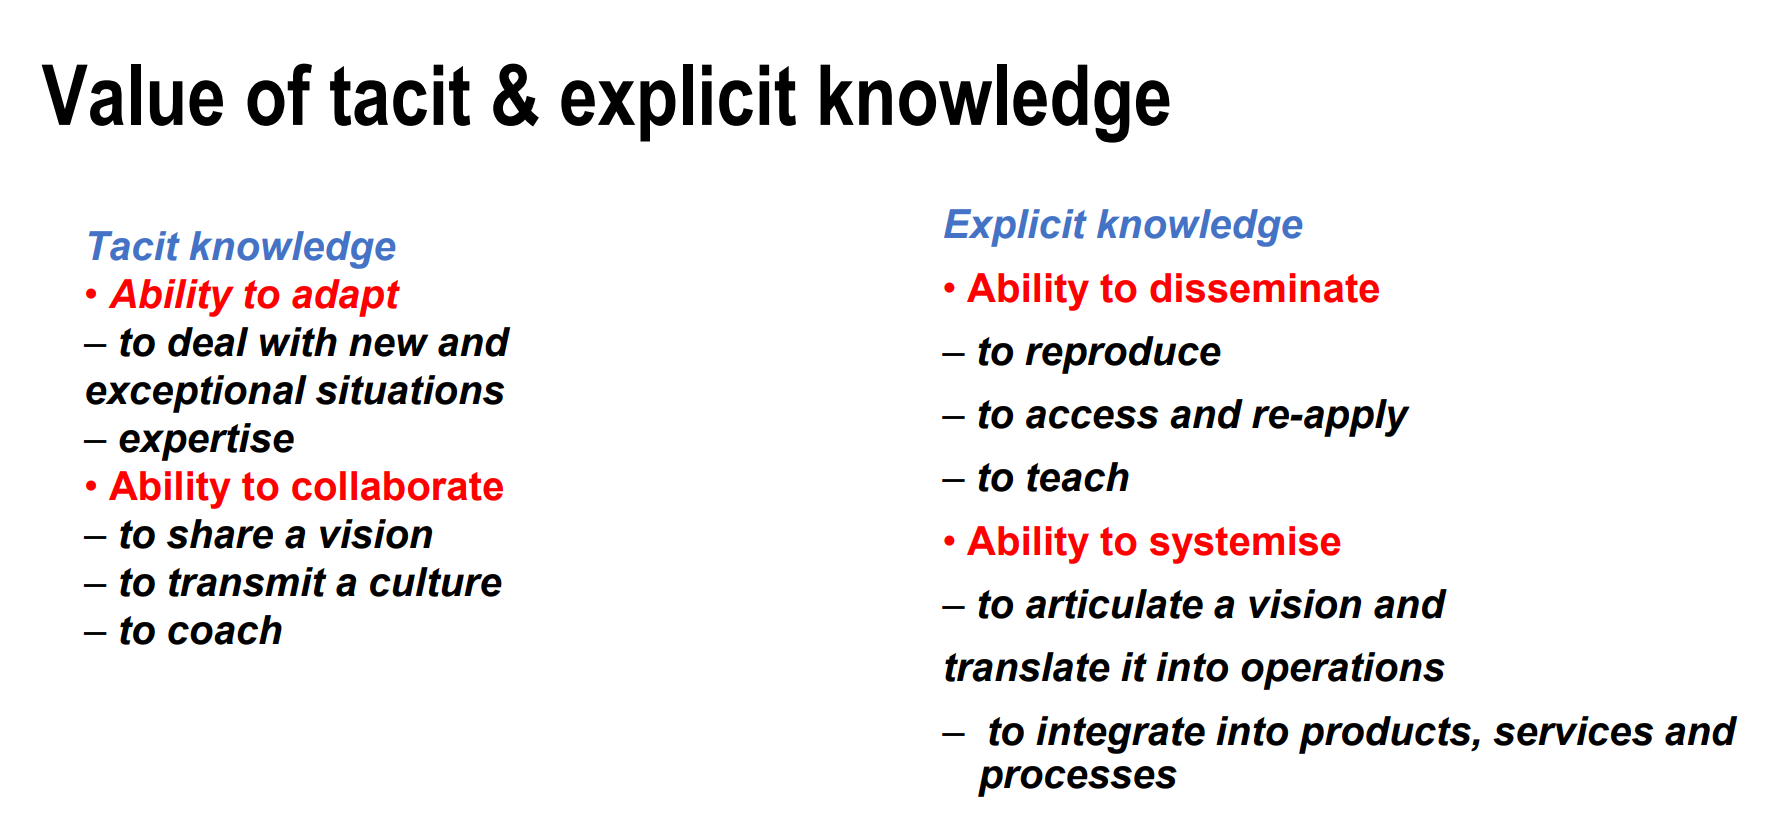 Value of tacit & explicit knowledge
Tacit knowledge
• Ability to adapt
– to deal with new and
exceptional situations
– expertise
• Ability to collaborate
– to share a vision
– to transmit a culture
– to coach
Explicit knowledge
• Ability to disseminate
– to reproduce
– to access and re-apply
– to teach
• Ability to systemise
– to articulate a vision and
translate it into operations
– to integrate into products, services and
processes